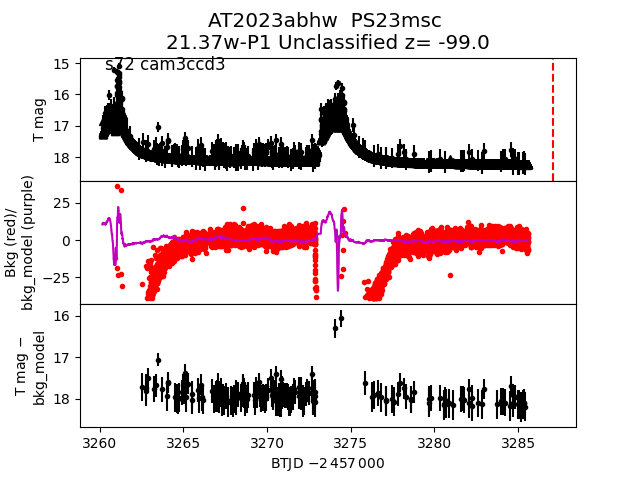 AT2023abhw PS23msc
21.37w-P1 Unclassified z= -99.0
s72 cam3ccd3
T mag
15
16
17
18
Bkg (red)/
bkg_model (purple)
25
0
−25
T mag −
bkg_model
16
17
18
3260 3265 3270 3275 3280 3285
BTJD −2 457 000